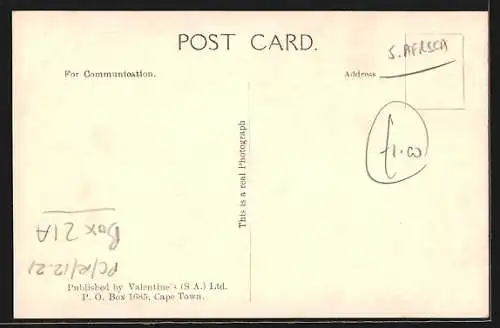 POST CARD.
S. AFRICA
For Communication.
Address
£1.00
This is a real Photograph
Box 21A
PC/R/12.21
Published by Valentine's (S.A.) Ltd.
P. O. Box 1685, Cape Town.